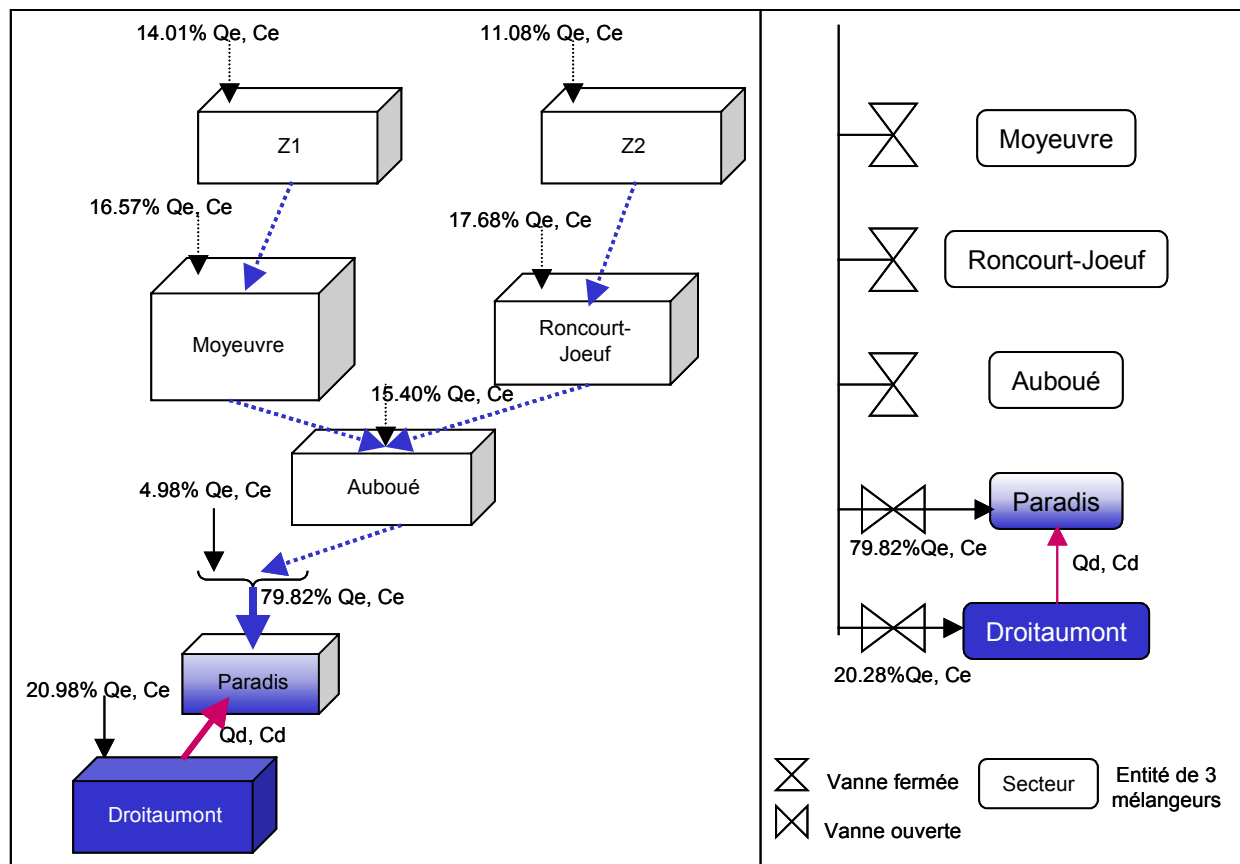 14.01% Qe, Ce
11.08% Qe, Ce
Z1
Z2
16.57% Qe, Ce
17.68% Qe, Ce
Moyeuvre
Roncourt-
Joeuf
15.40% Qe, Ce
Auboué
4.98% Qe, Ce
79.82% Qe, Ce
Paradis
20.98% Qe, Ce
Qd, Cd
Droitaumont
Moyeuvre
Roncourt-Joeuf
Auboué
Paradis
79.82%Qe, Ce
Qd, Cd
Droitaumont
20.28%Qe, Ce
Vanne fermée
Vanne ouverte
Secteur
Entité de 3
mélangeurs